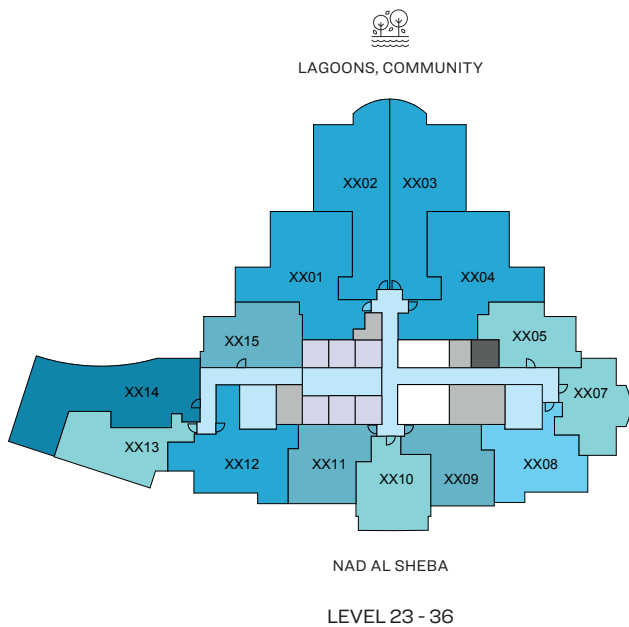 LAGOONS, COMMUNITY
XX02
XX03
XX01
XX04
XX15
XX05
XX14
XX07
XX13
XX12
XX11
XX10
XX09
XX08
NAD AL SHEBA
LEVEL 23 - 36